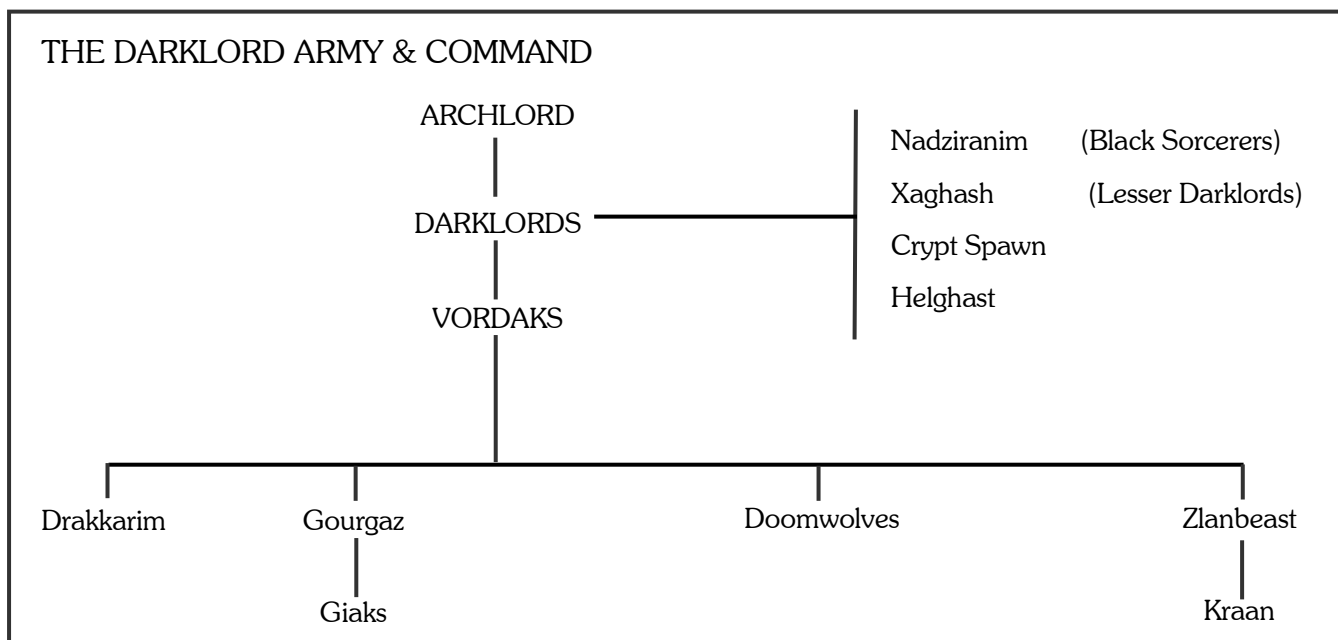 THE DARKLORD ARMY & COMMAND
ARCHLORD
DARKLORDS
VORDAKS
Nadziranim (Black Sorcerers)
Xaghash (Lesser Darklords)
Crypt Spawn
Helghast
Drakkarim Gourgaz Doomwolves Zlanbeast
Giaks Kraan